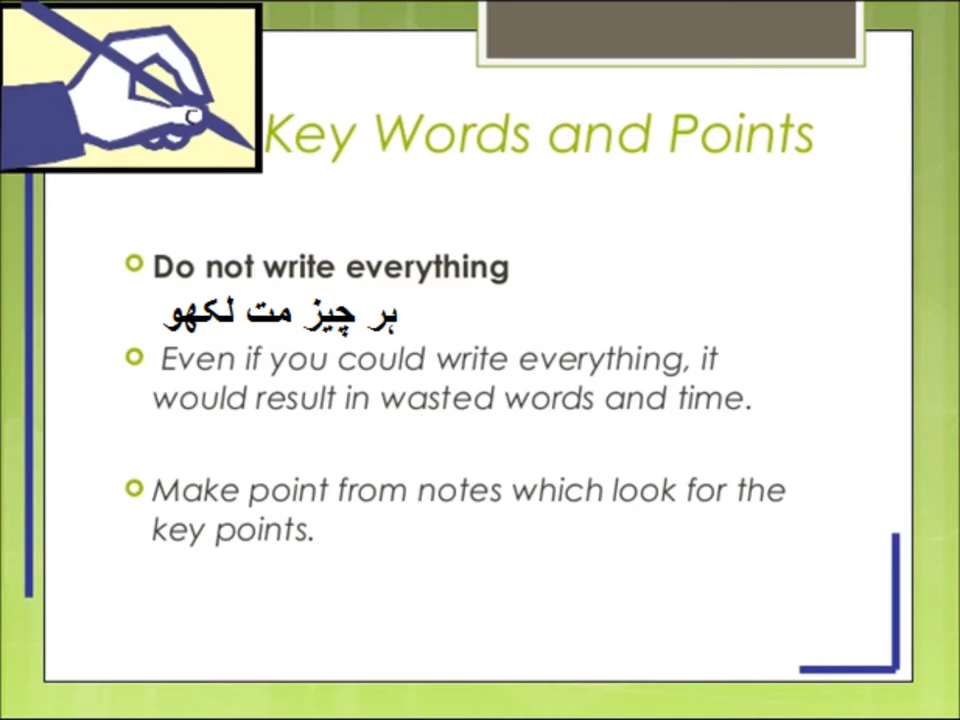 Key Words and Points
Do not write everything
ہر چیز مت لکھو
Even if you could write everything, it
would result in wasted words and time.
Make point from notes which look for the
key points.